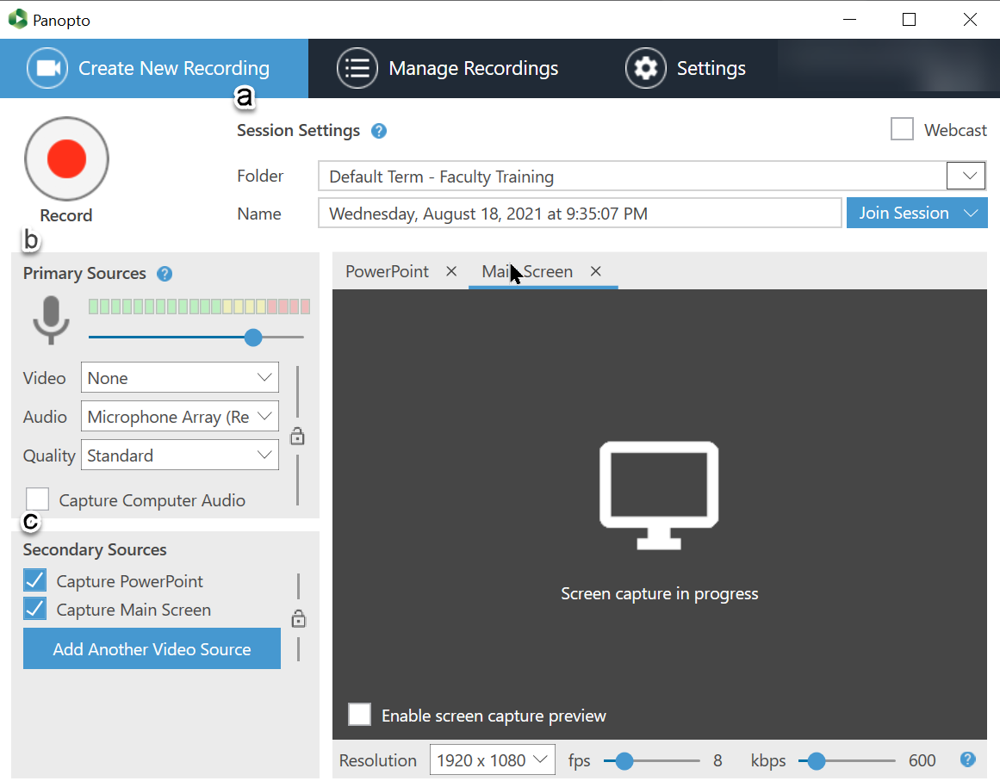 Panopto
Create New Recording
Manage Recordings
Settings
a
Session Settings ?
Webcast
Folder
Default Term - Faculty Training
Record
Name
Wednesday, August 18, 2021 at 9:35:07 PM
Join Session
b
Primary Sources ?
PowerPoint
Main Screen
Video
None
Audio
Microphone Array (Re
Quality
Standard
Capture Computer Audio
c
Secondary Sources
Capture PowerPoint
Capture Main Screen
Add Another Video Source
Screen capture in progress
Enable screen capture preview
Resolution
1920 x 1080
fps
8
kbps
600
?